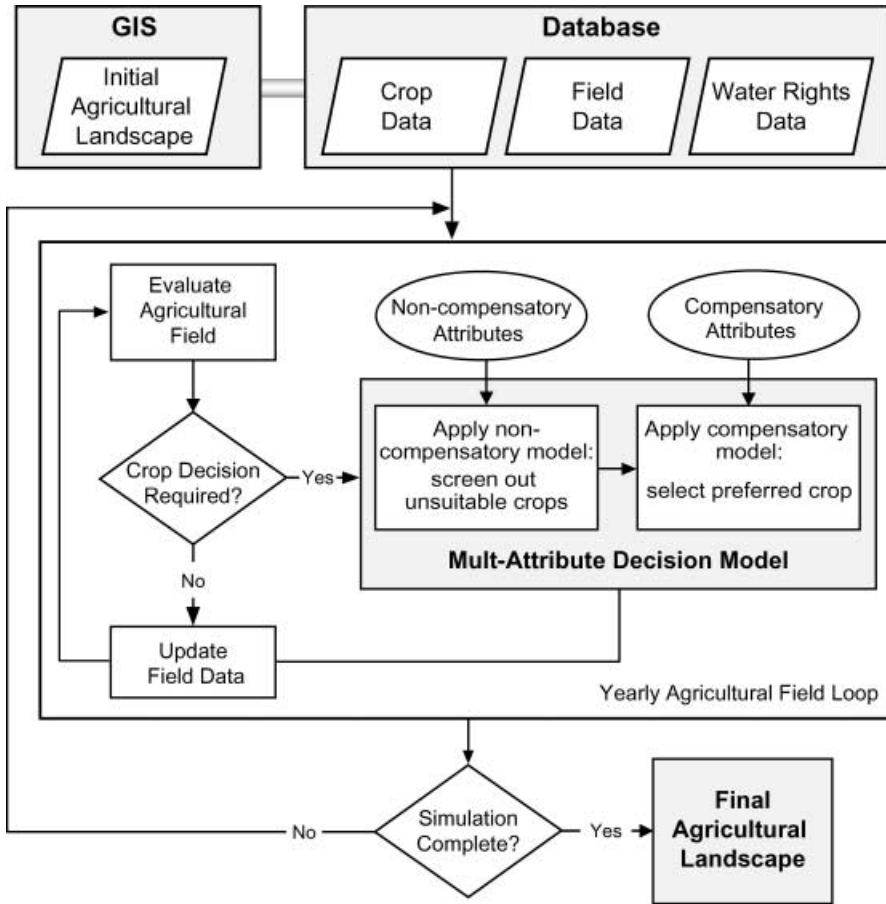 GIS
Initial
Agricultural
Landscape
Database
Crop
Data
Field
Data
Water Rights
Data
Evaluate
Agricultural
Field
Non-compensatory
Attributes
Compensatory
Attributes
Crop Decision
Required?
Yes
Apply non-
compensatory model:
screen out
unsuitable crops
Apply compensatory
model:
select preferred crop
Mult-Attribute Decision Model
No
Update
Field Data
Yearly Agricultural Field Loop
Simulation
Complete?
No
Yes
Final
Agricultural
Landscape